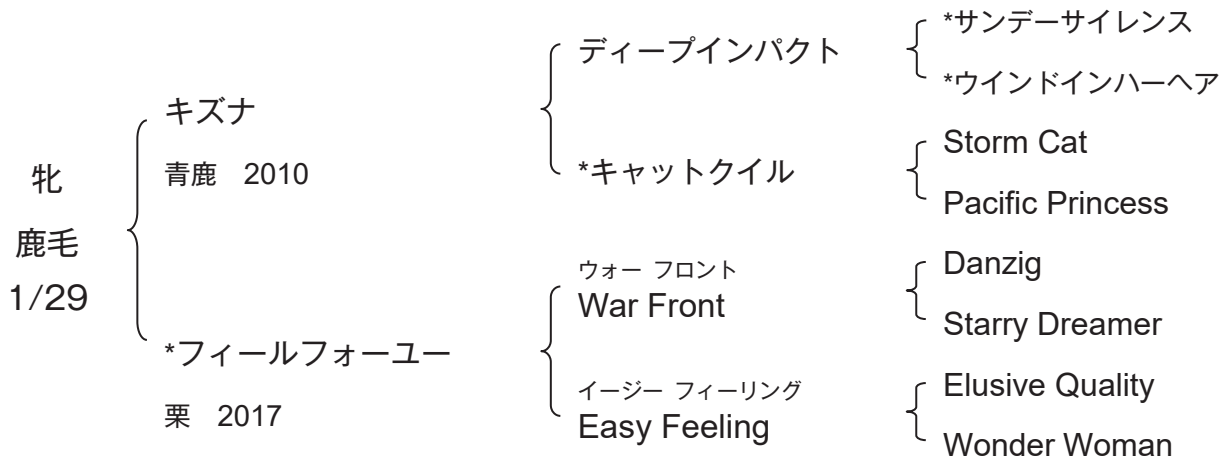 牝
鹿毛
1/29
キズナ
青鹿　2010
*フィールフォーユー
栗　2017
ディープインパクト
*キャットクイル
ウォー フロント
War Front
イージー フィーリング
Easy Feeling
*サンデーサイレンス
*ウインドインハーヘア
Storm Cat
Pacific Princess
Danzig
Starry Dreamer
Elusive Quality
Wonder Woman